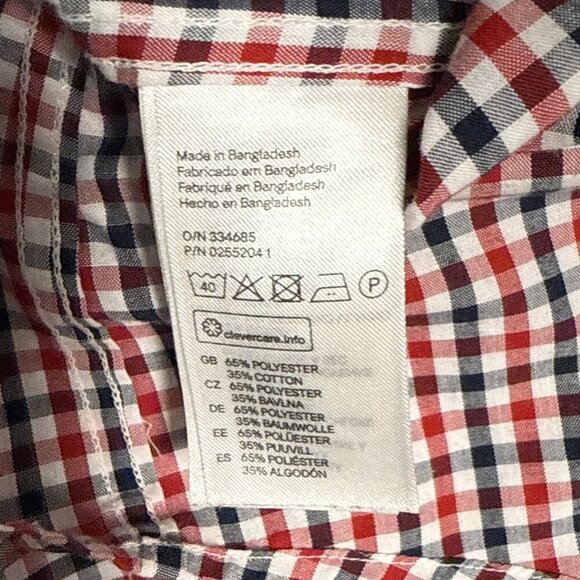 Made in Bangladesh
Fabricado em Bangladesh
Fabriqué en Bangladesh
Hecho en Bangladesh
O/N 334685
P/N 02552041
40 P
clevercare.info
GB 65% POLYESTER
35% COTTON
CZ 65% POLYESTER
35% BAVLNA
DE 65% POLYESTER
35% BAUMWOLLE
EE 65% POLÜESTER
35% PUUVILL
ES 65% POLIÉSTER
35% ALGODÓN